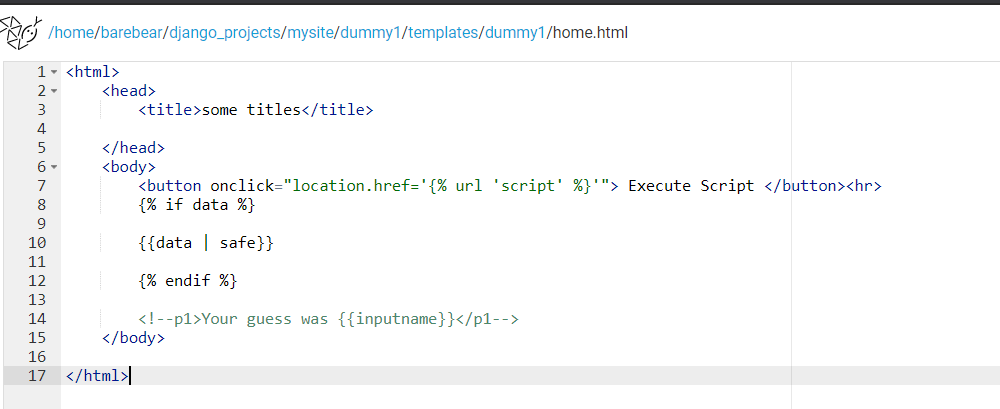 /home/barebear/django_projects/mysite/dummy1/templates/dummy1/home.html
1 <html>
2 <head>
3 <title>some titles</title>
4
5 </head>
6 <body>
7 <button onclick="location.href='{% url 'script' %}'"> Execute Script </button><hr>
8 {% if data %}
9
10 {{data | safe}}
11
12 {% endif %}
13
14 <!--p1>Your guess was {{inputname}}</p1-->
15 </body>
16
17 </html>